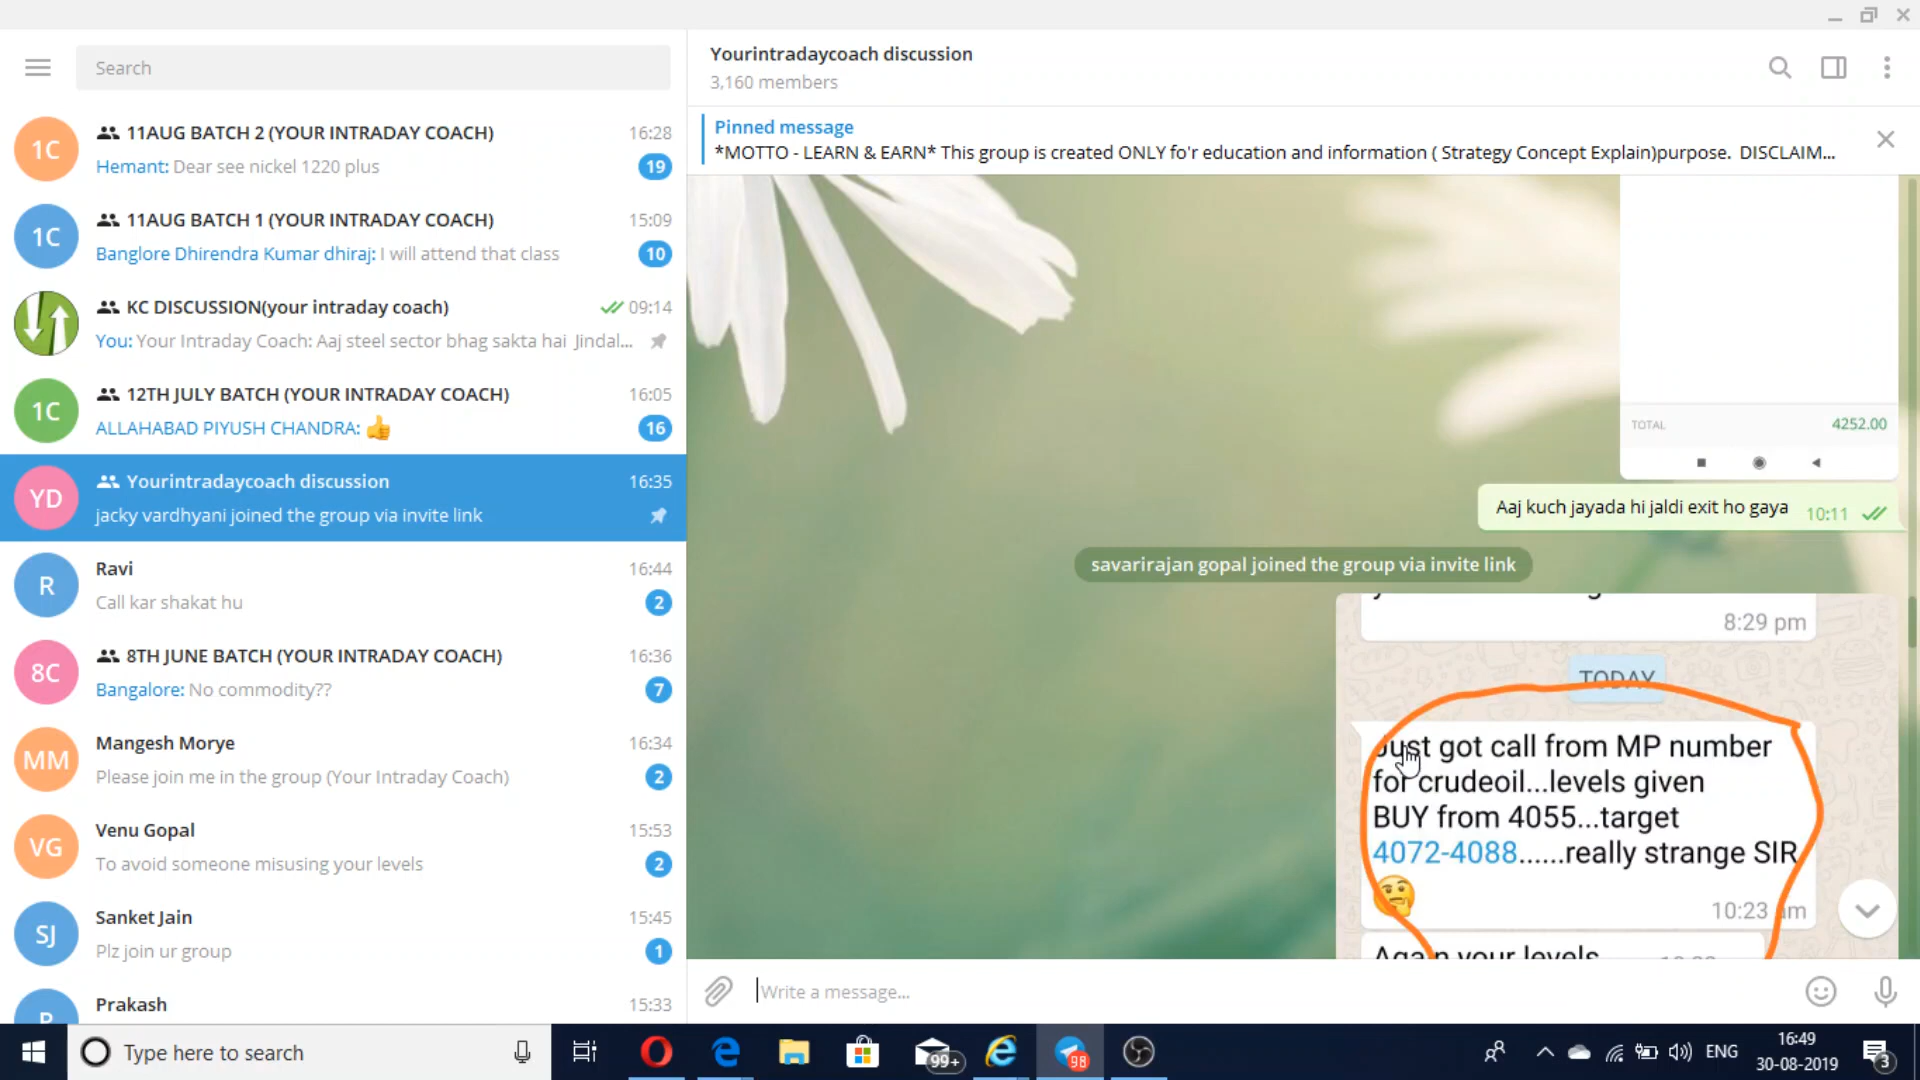 Search
1C
11AUG BATCH 2 (YOUR INTRADAY COACH)
16:28
Hemant: Dear see nickel 1220 plus
19
1C
11AUG BATCH 1 (YOUR INTRADAY COACH)
15:09
Banglore Dhirendra Kumar dhiraj: I will attend that class
10
KC DISCUSSION(your intraday coach)
09:14
You: Your Intraday Coach: Aaj steel sector bhag sakta hai Jindal...
1C
12TH JULY BATCH (YOUR INTRADAY COACH)
16:05
ALLAHABAD PIYUSH CHANDRA: 👍
16
YD
Yourintradaycoach discussion
16:35
jacky vardhyani joined the group via invite link
R
Ravi
16:44
Call kar shakat hu
2
8C
8TH JUNE BATCH (YOUR INTRADAY COACH)
16:36
Bangalore: No commodity??
7
MM
Mangesh Morye
16:34
Please join me in the group (Your Intraday Coach)
2
VG
Venu Gopal
15:53
To avoid someone misusing your levels
2
SJ
Sanket Jain
15:45
Plz join ur group
1
P
Prakash
15:33
Yourintradaycoach discussion
3,160 members
Pinned message
*MOTTO - LEARN & EARN* This group is created ONLY fo'r education and information ( Strategy Concept Explain)purpose. DISCLAIM...
TOTAL
4252.00
Aaj kuch jayada hi jaldi exit ho gaya
10:11
savarirajan gopal joined the group via invite link
8:29 pm
TODAY
Just got call from MP number
for crudeoil...levels given
BUY from 4055...target
4072-4088......really strange SIR
🤔
10:23 am
Again your levels
Write a message...
Type here to search
99+
98
ENG
16:49
30-08-2019
3